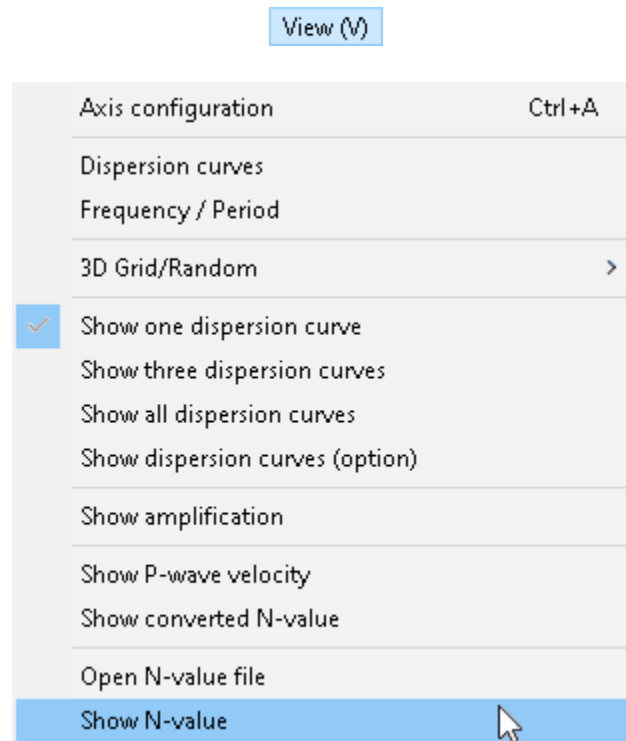 View (V)
Axis configuration Ctrl+A
Dispersion curves
Frequency / Period
3D Grid/Random
Show one dispersion curve
Show three dispersion curves
Show all dispersion curves
Show dispersion curves (option)
Show amplification
Show P-wave velocity
Show converted N-value
Open N-value file
Show N-value